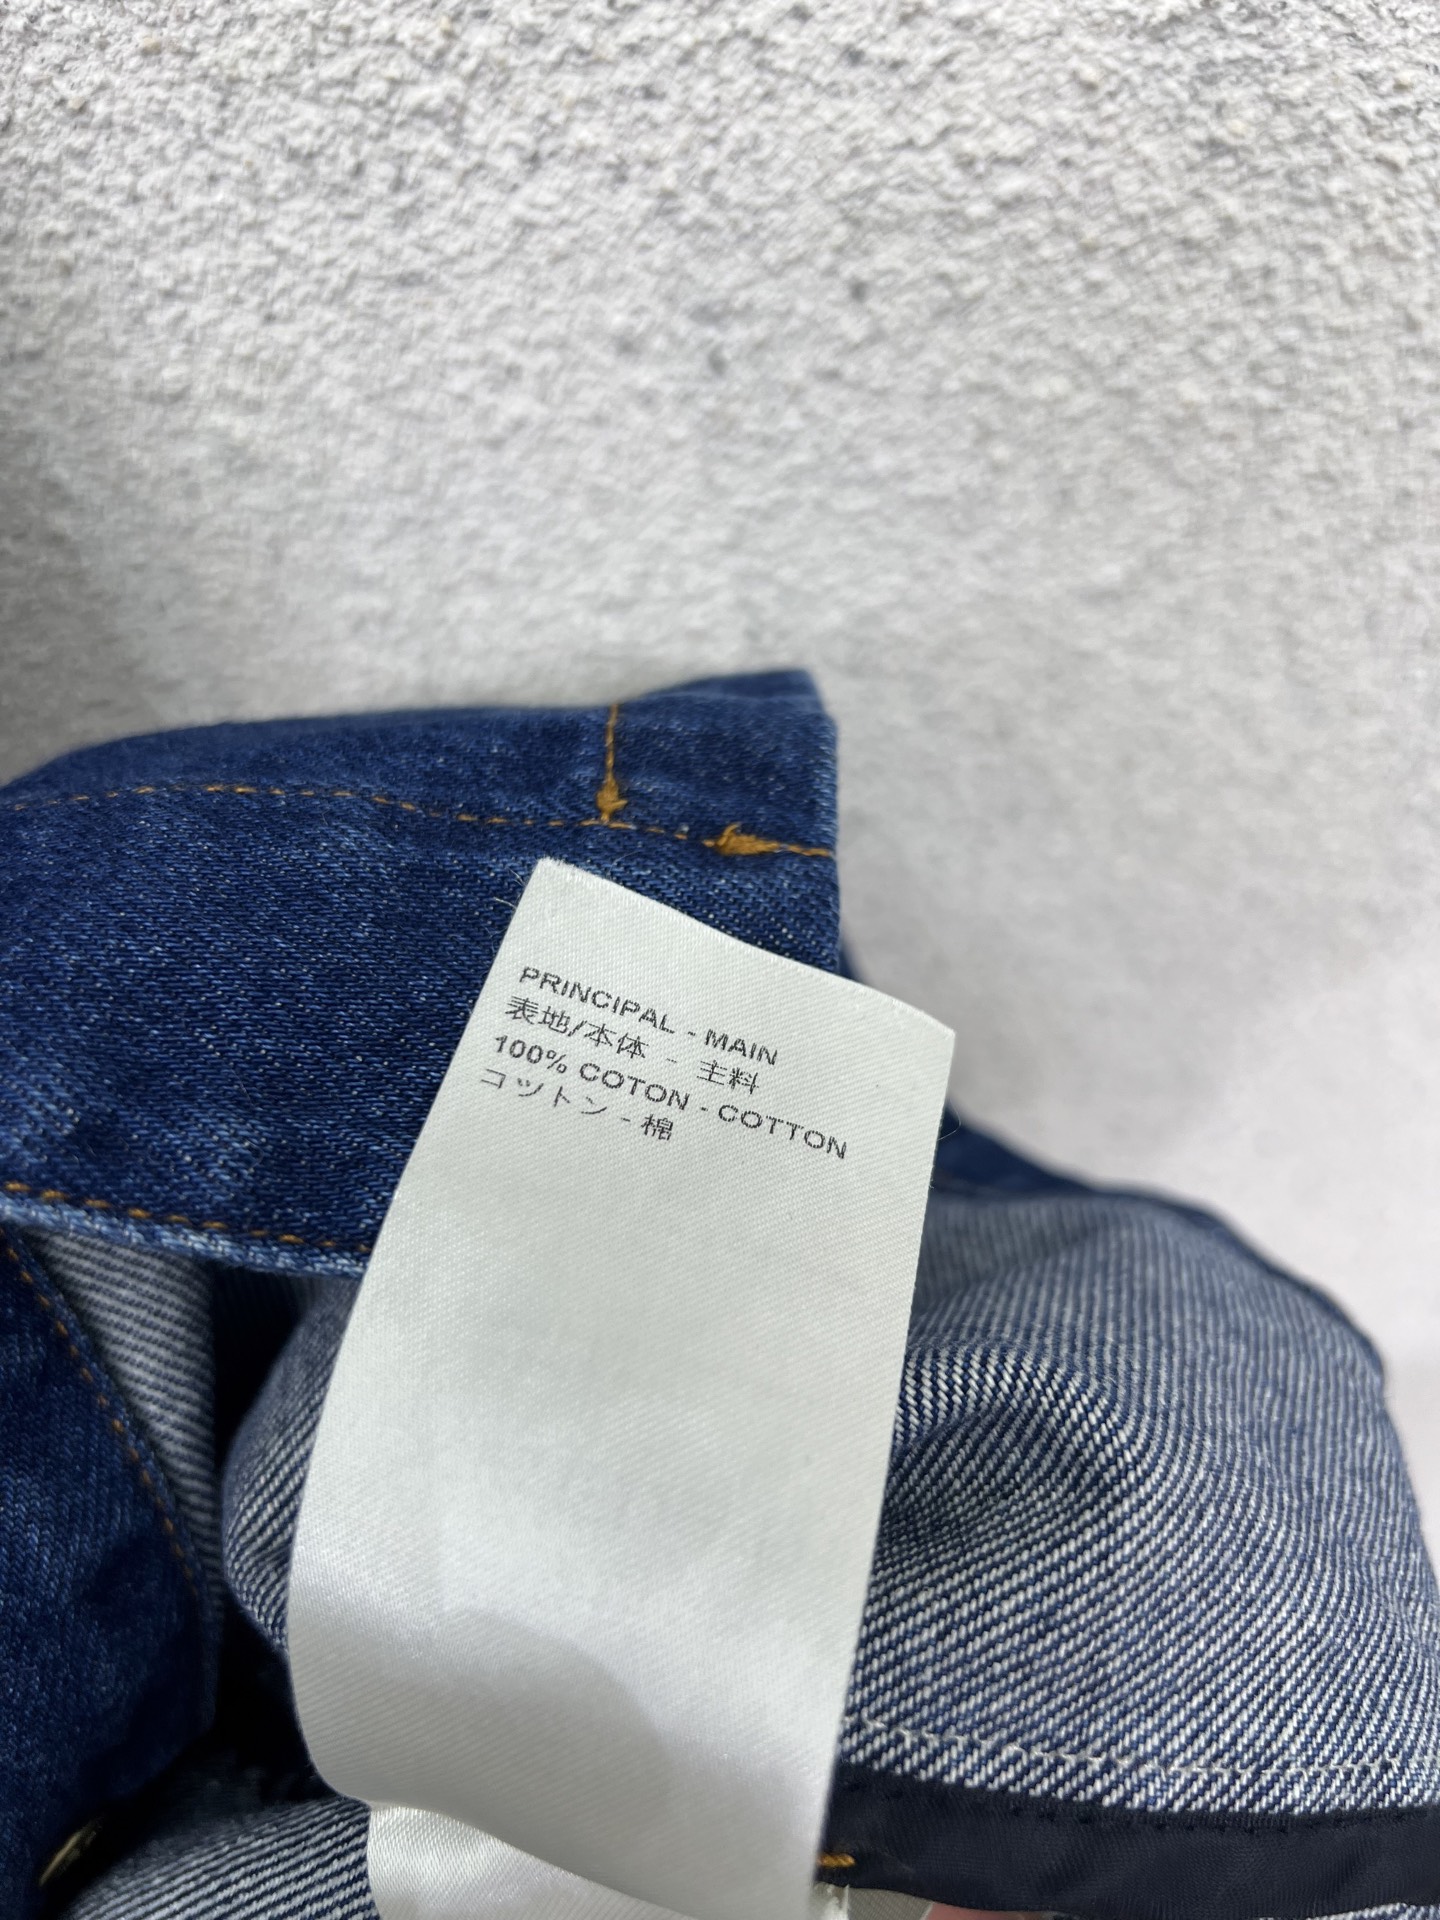 PRINCIPAL - MAIN
表地/本体 - 主料
100% COTON - COTTON
コットン - 棉